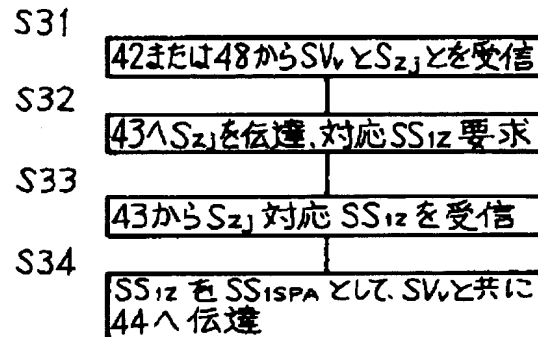 S31
42または48からSVvとSzjとを受信
S32
43へSzjを伝達、対応SS1Z要求
S33
43からSzj対応SS1Zを受信
S34
SS1ZをSS1SPAとして、SVvと共に
44へ伝達